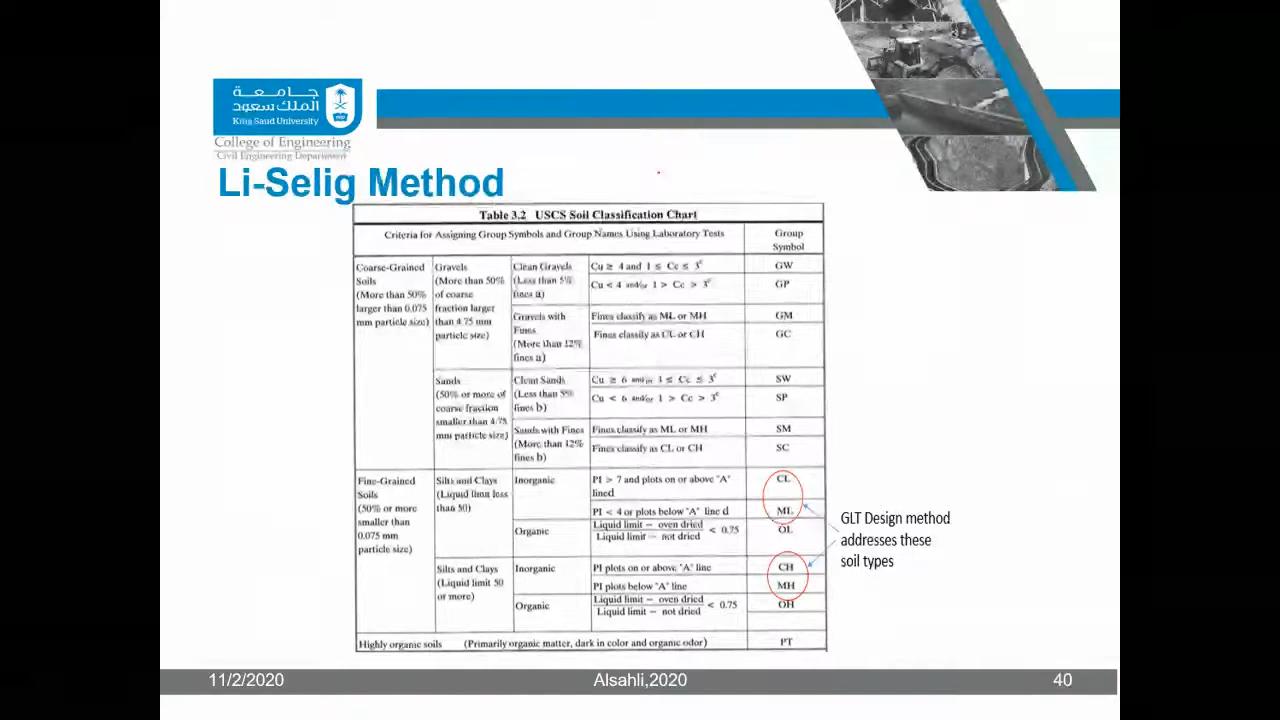 جامعة
الملك سعود
King Saud University
College of Engineering
Civil Engineering Department
Li-Selig Method
Table 3.2 USCS Soil Classification Chart
Criteria for Assigning Group Symbols and Group Names Using Laboratory Tests
Group
Symbol
Coarse-Grained
Soils
(More than 50%
larger than 0.075
mm particle size)
Gravels
(More than 50%
of coarse
fraction larger
than 4.75 mm
particle size)
Clean Gravels
(Less than 5%
fines a)
Cu ≥ 4 and 1 ≤ Cc ≤ 3c
GW
Cu < 4 and/or 1 > Cc > 3c
GP
Gravels with
Fines
(More than 12%
fines a)
Fines classify as ML or MH
GM
Fines classify as CL or CH
GC
Sands
(50% or more of
coarse fraction
smaller than 4.75
mm particle size)
Clean Sands
(Less than 5%
fines b)
Cu ≥ 6 and/or 1 ≤ Cc ≤ 3c
SW
Cu < 6 and/or 1 > Cc > 3c
SP
Sands with Fines
(More than 12%
fines b)
Fines classify as ML or MH
SM
Fines classify as CL or CH
SC
Fine-Grained
Soils
(50% or more
smaller than
0.075 mm
particle size)
Silts and Clays
(Liquid limit less
than 50)
Inorganic
PI > 7 and plots on or above "A"
lined
CL
PI < 4 or plots below "A" line d
ML
Organic
Liquid limit – oven dried
Liquid limit – not dried
< 0.75
OL
Silts and Clays
(Liquid limit 50
or more)
Inorganic
PI plots on or above "A" line
CH
PI plots below "A" line
MH
Organic
Liquid limit – oven dried
Liquid limit – not dried
< 0.75
OH
Highly organic soils (Primarily organic matter, dark in color and organic odor)
PT
GLT Design method
addresses these
soil types
11/2/2020
Alsahli,2020
40